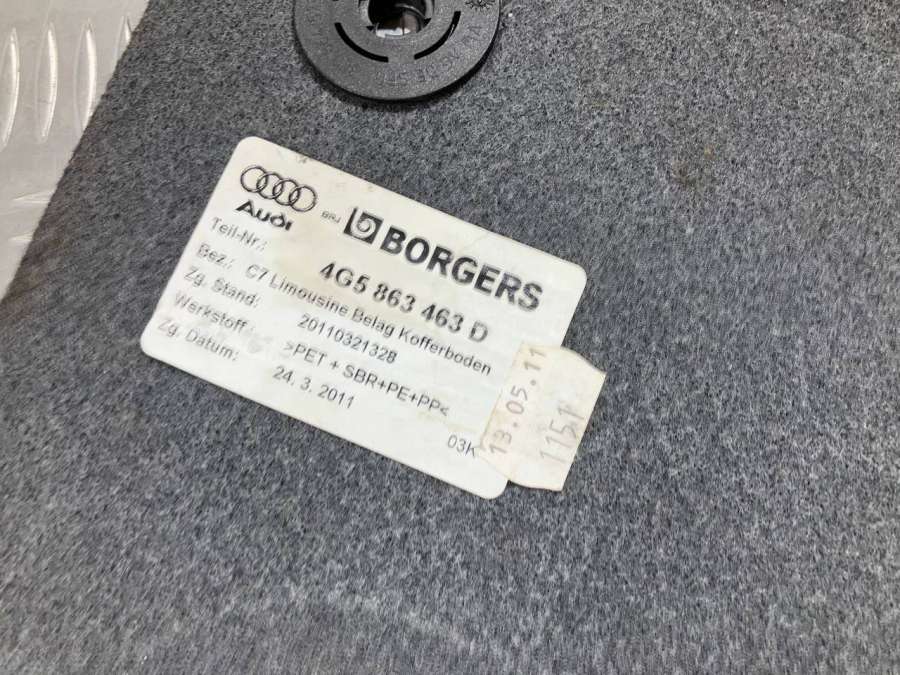 Audi
BRJ
BORGERS
Teil-Nr.: 4G5 863 463 D
Bez.: C7 Limousine Belag Kofferboden
Zg. Stand: 20110321328
Werkstoff: >PET + SBR+PE+PP<
Zg. Datum: 24. 3. 2011
03K
13.05.11
1151